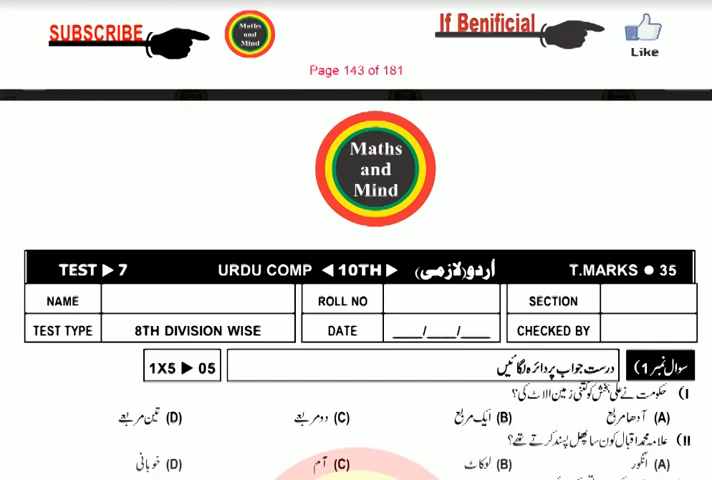 SUBSCRIBE
Maths
and
Mind
If Benificial
Like
Page 143 of 181
Maths
and
Mind
TEST ▶ 7 URDU COMP ◀ 10TH ▶ اردو (لازمی) T.MARKS ● 35
NAME ROLL NO SECTION
TEST TYPE 8TH DIVISION WISE DATE ___/___/___ CHECKED BY
سوال نمبر 1) درست جواب پر دائرہ لگائیں 1X5 ▶ 05
I) حکومت نے علی بخش کو کتنی زمین الاٹ کی؟
(A) آدھا مربع (B) ایک مربع (C) دو مربعے (D) تین مربعے
II) علامہ محمد اقبال کون سا پھل پسند کرتے تھے؟
(A) انگور (B) لوکاٹ (C) آم (D) خوبانی